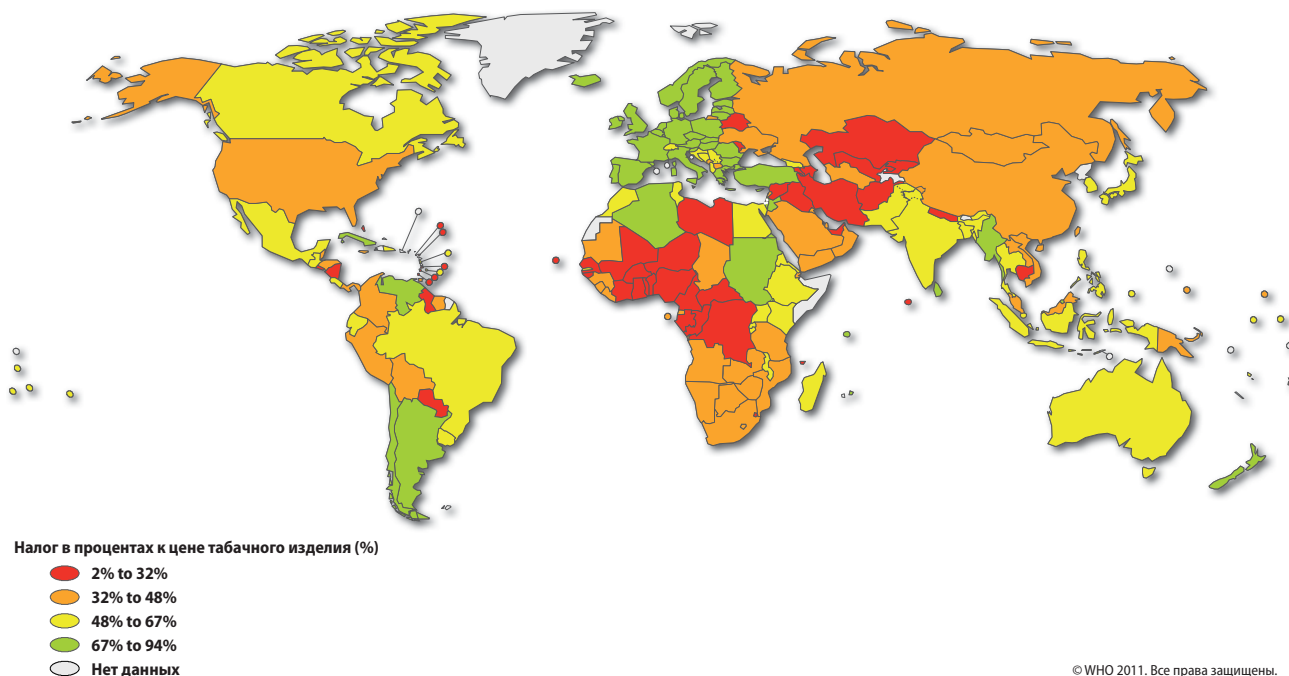 Налог в процентах к цене табачного изделия (%)
2% to 32%
32% to 48%
48% to 67%
67% to 94%
Нет данных
© WHO 2011. Все права защищены.